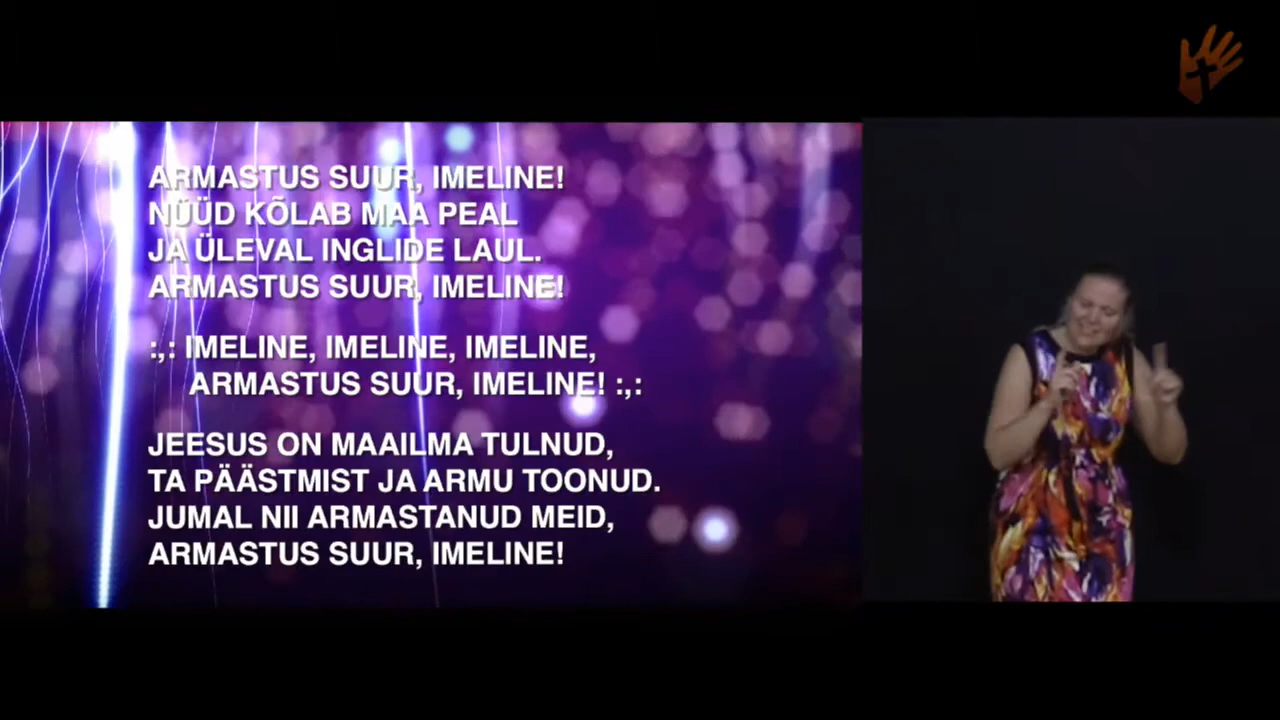 ARMASTUS SUUR, IMELINE!
NÜÜD KÕLAB MAA PEAL
JA ÜLEVAL INGLIDE LAUL.
ARMASTUS SUUR, IMELINE!
:,: IMELINE, IMELINE, IMELINE,
ARMASTUS SUUR, IMELINE! :,:
JEESUS ON MAAILMA TULNUD,
TA PÄÄSTMIST JA ARMU TOONUD.
JUMAL NII ARMASTANUD MEID,
ARMASTUS SUUR, IMELINE!